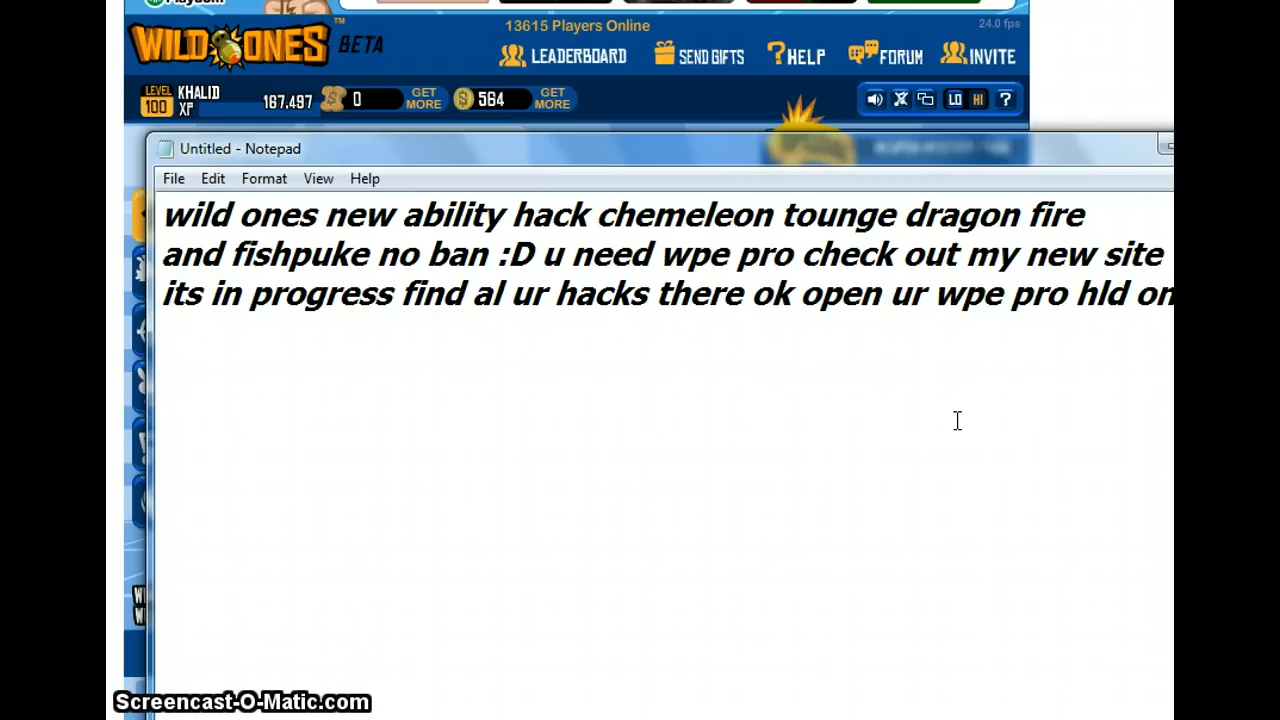 13615 Players Online
24.0 fps
WILD ONES TM BETA
LEADERBOARD SEND GIFTS ? HELP FORUM INVITE
LEVEL 100 KHALID XP 167,497 0 GET MORE 564 GET MORE
LO HI ?
Untitled - Notepad
File Edit Format View Help
wild ones new ability hack chemeleon tounge dragon fire
and fishpuke no ban :D u need wpe pro check out my new site
its in progress find al ur hacks there ok open ur wpe pro hld on
Screencast-O-Matic.com